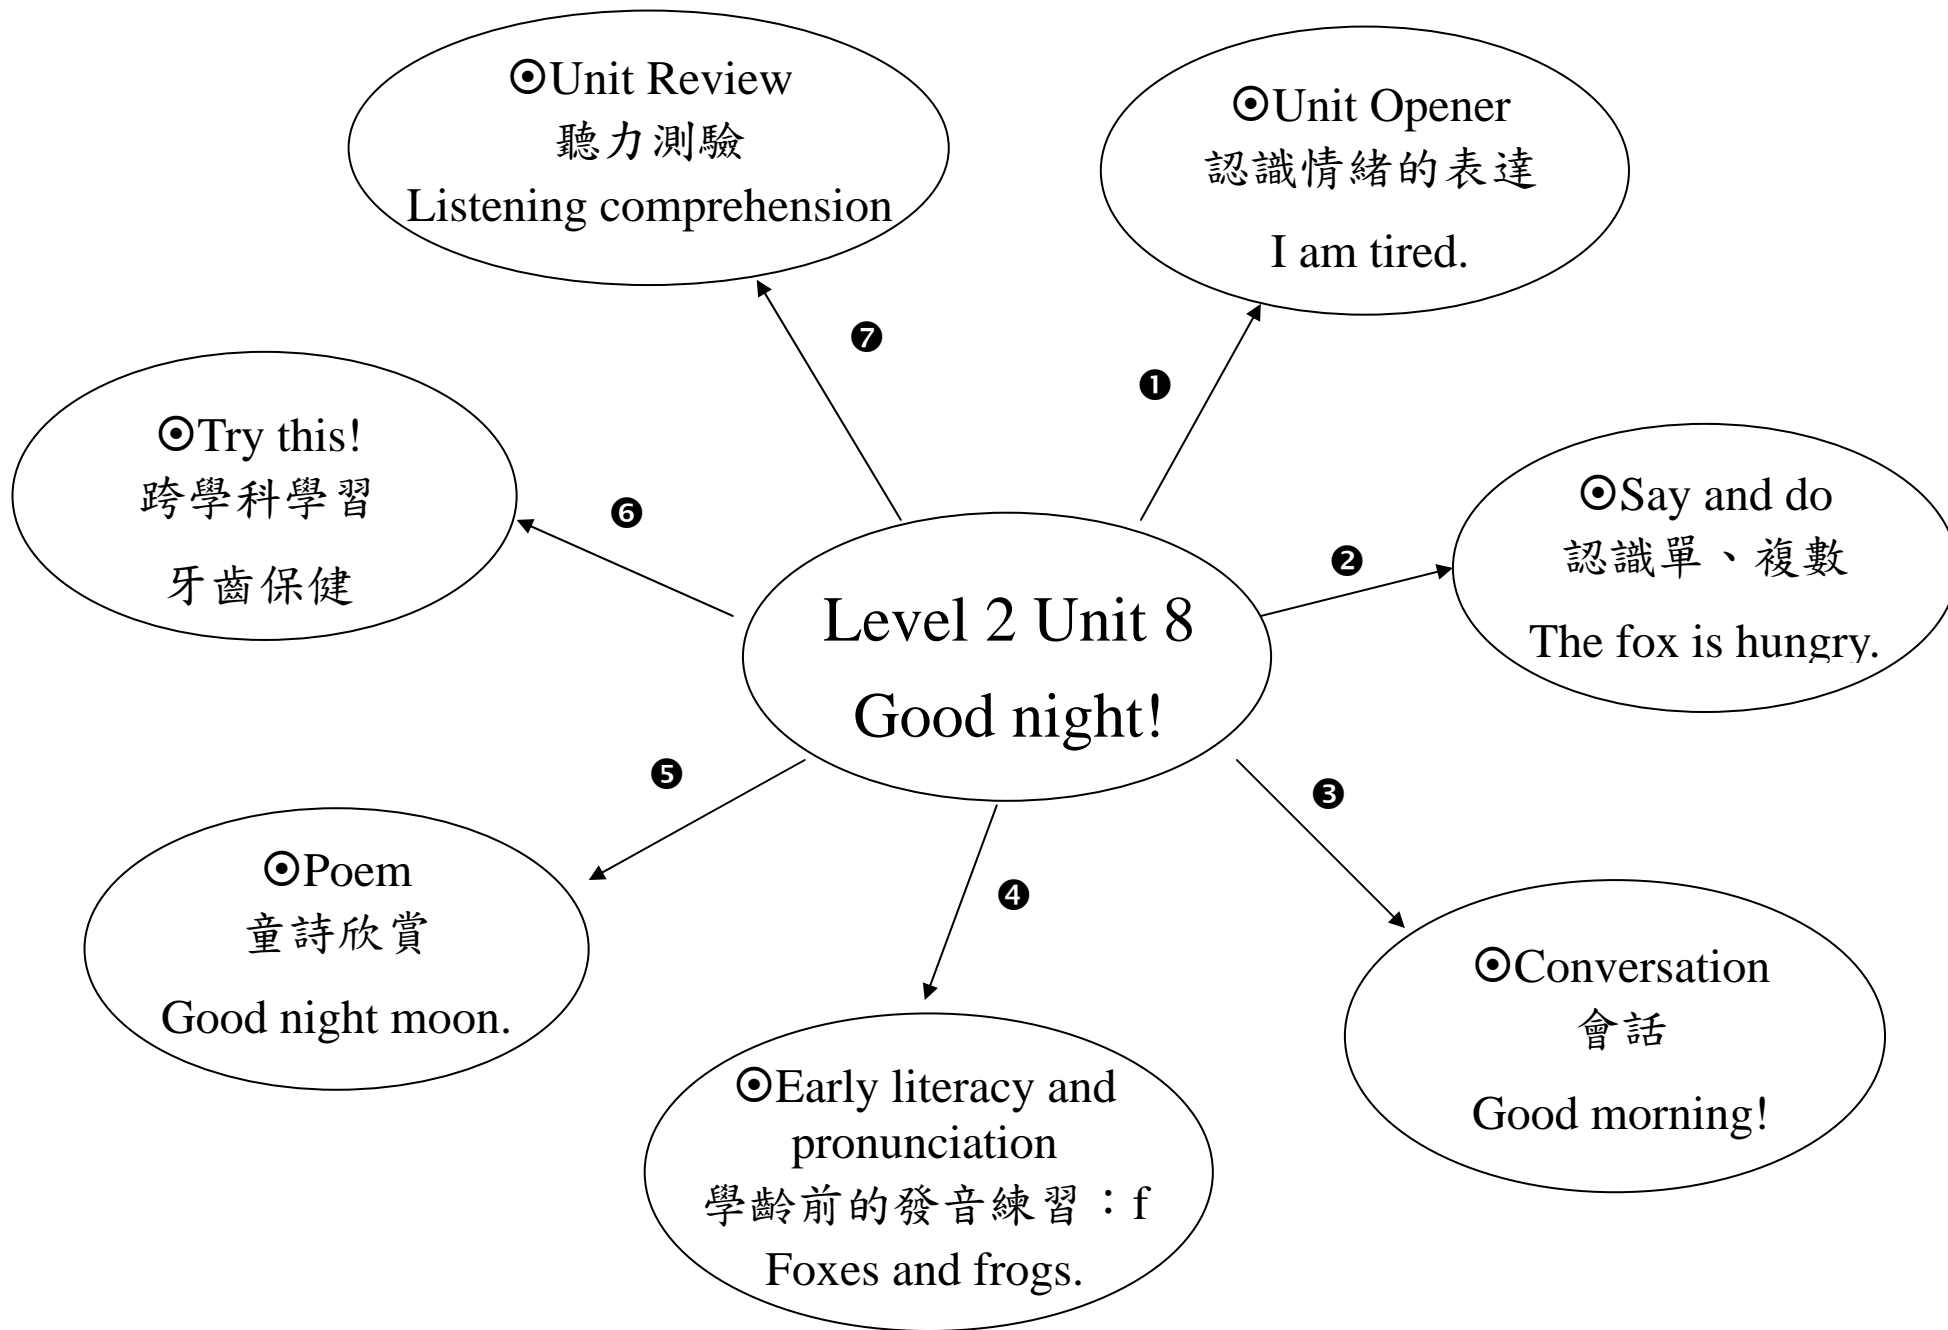 Level 2 Unit 8
Good night!
❶
⊙Unit Opener
認識情緒的表達
I am tired.
❷
⊙Say and do
認識單、複數
The fox is hungry.
❸
⊙Conversation
會話
Good morning!
❹
⊙Early literacy and
pronunciation
學齡前的發音練習：f
Foxes and frogs.
❺
⊙Poem
童詩欣賞
Good night moon.
❻
⊙Try this!
跨學科學習
牙齒保健
❼
⊙Unit Review
聽力測驗
Listening comprehension